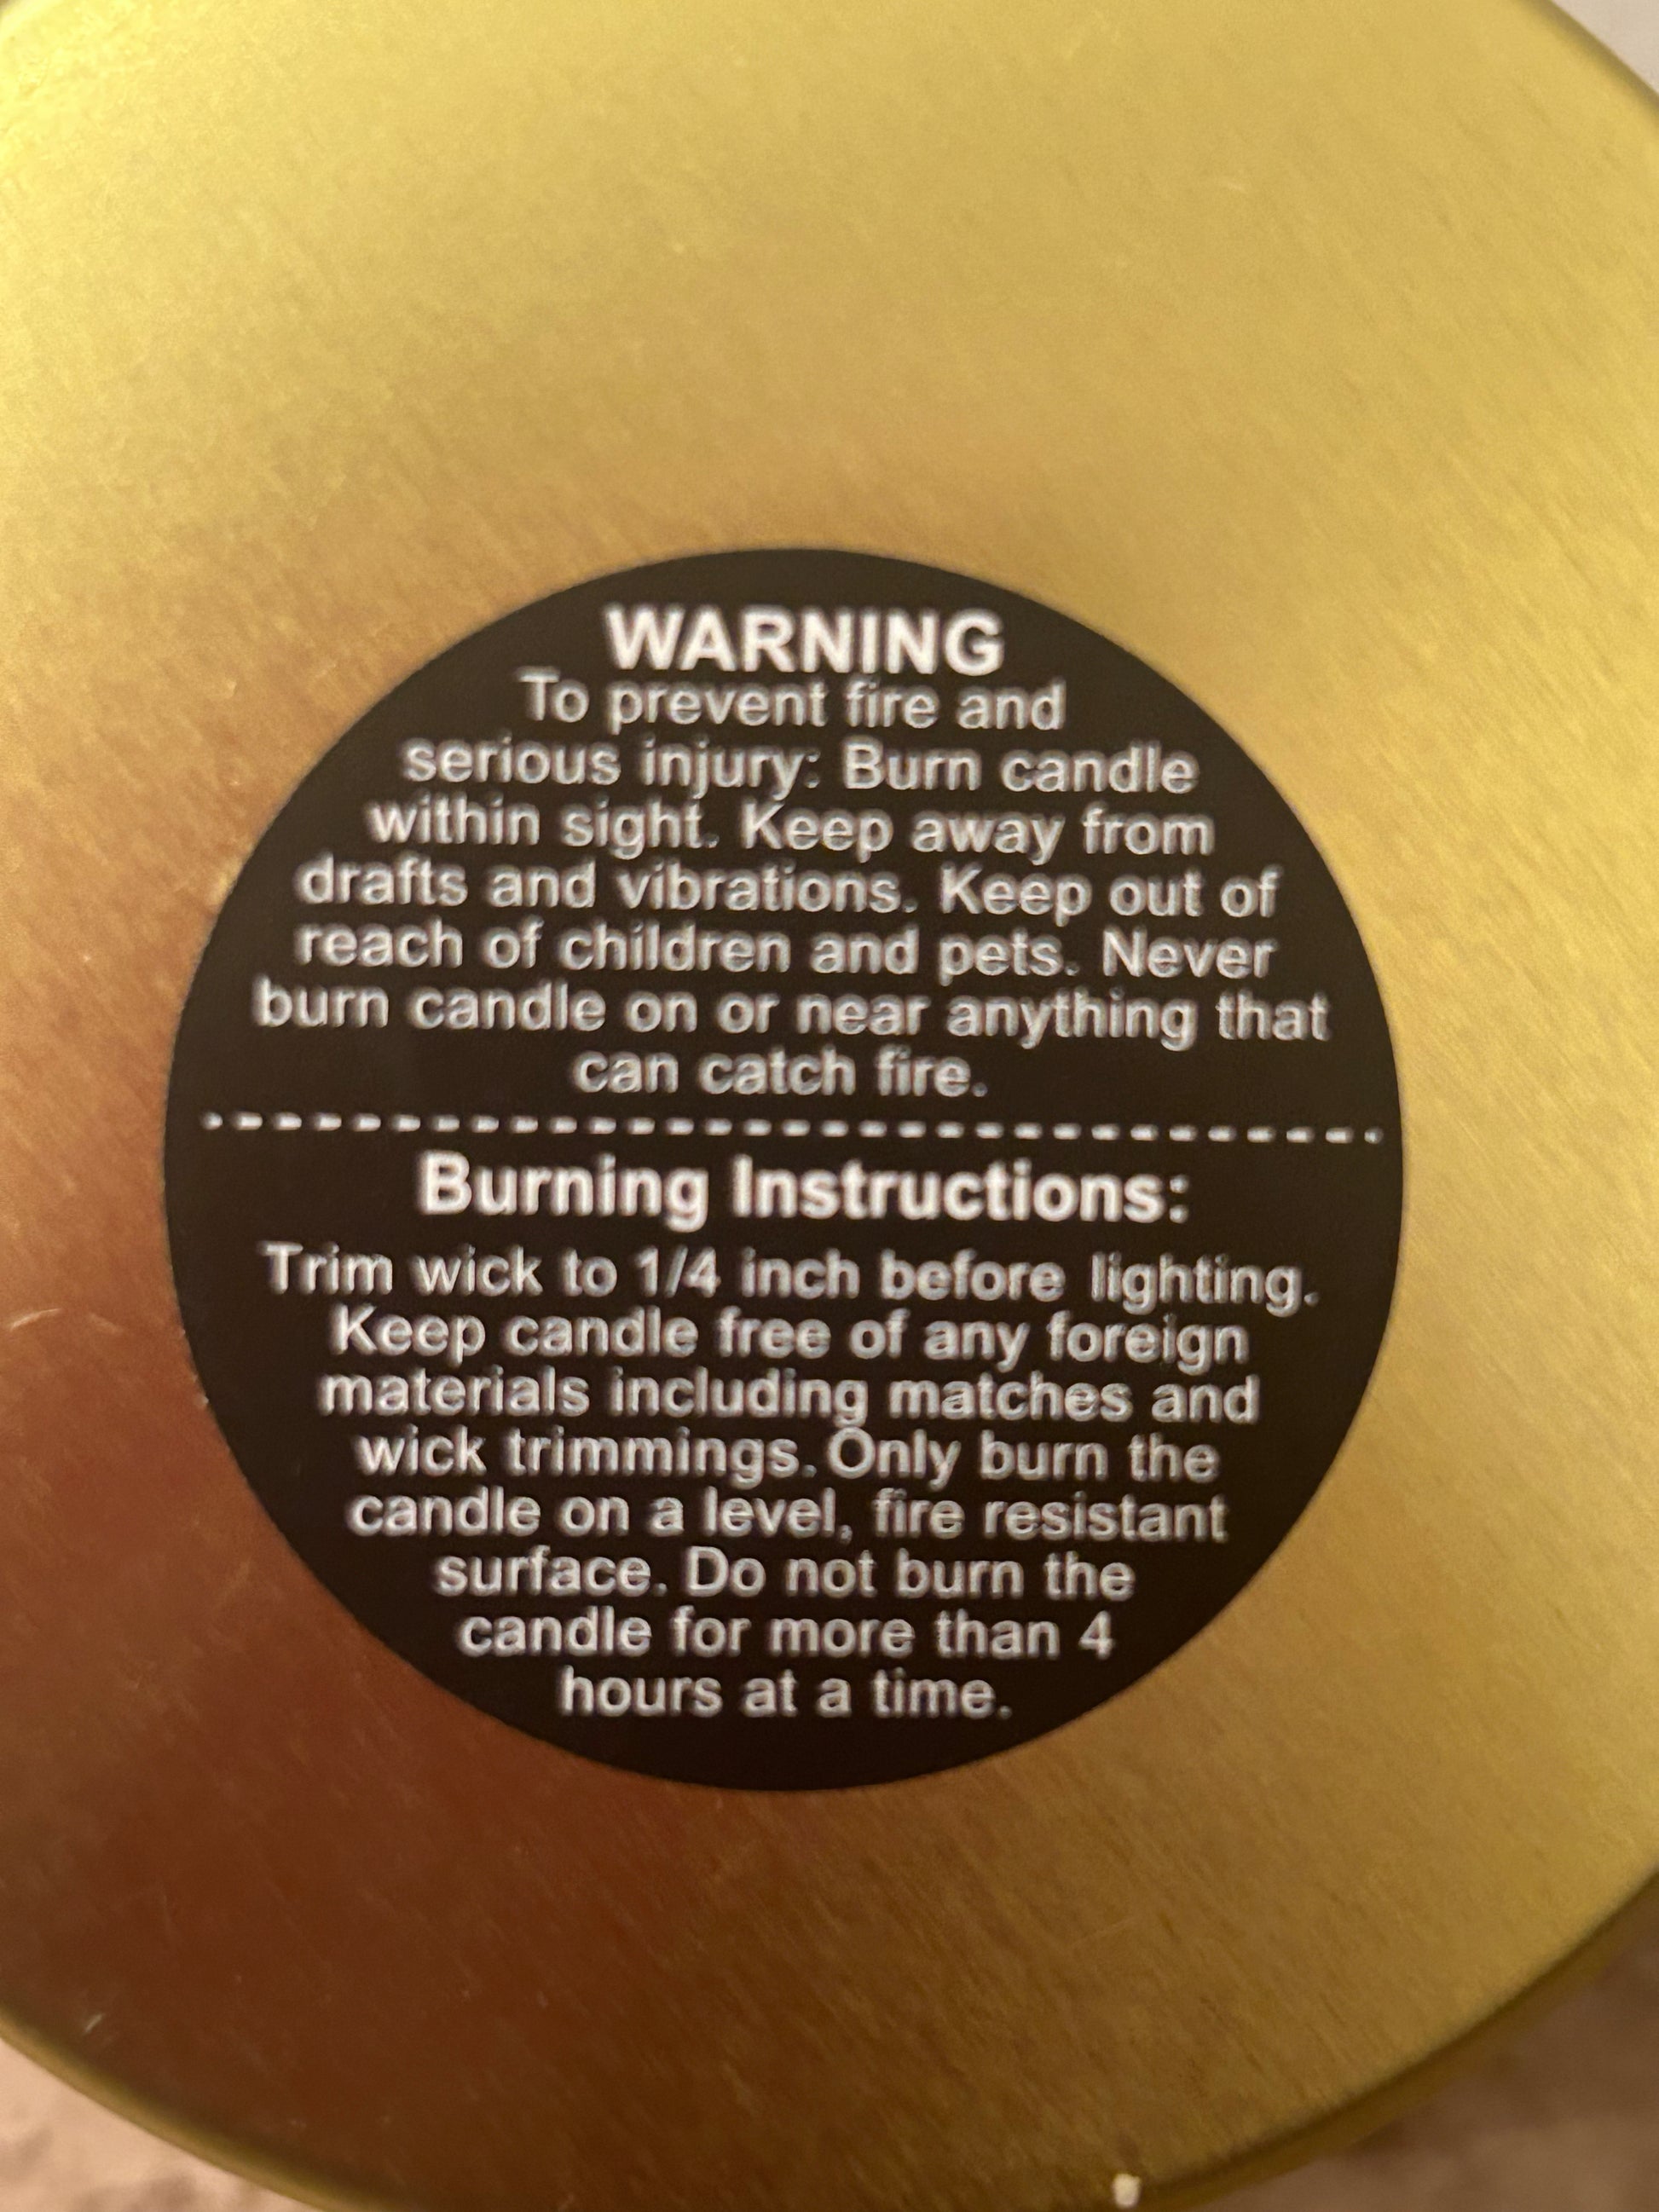 WARNING
To prevent fire and
serious injury: Burn candle
within sight. Keep away from
drafts and vibrations. Keep out of
reach of children and pets. Never
burn candle on or near anything that
can catch fire.
Burning Instructions:
Trim wick to 1/4 inch before lighting.
Keep candle free of any foreign
materials including matches and
wick trimmings. Only burn the
candle on a level, fire resistant
surface. Do not burn the
candle for more than 4
hours at a time.